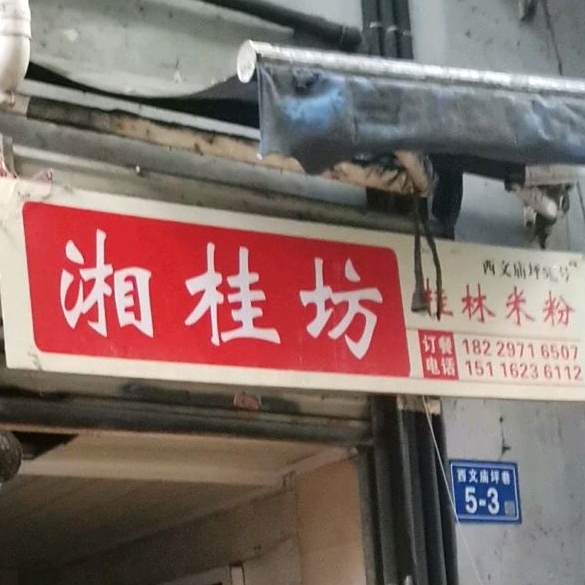 湘桂坊
西文庙坪
桂林米粉
订餐电话
182 2971 6507
151 1623 6112
西文庙坪巷
5-3